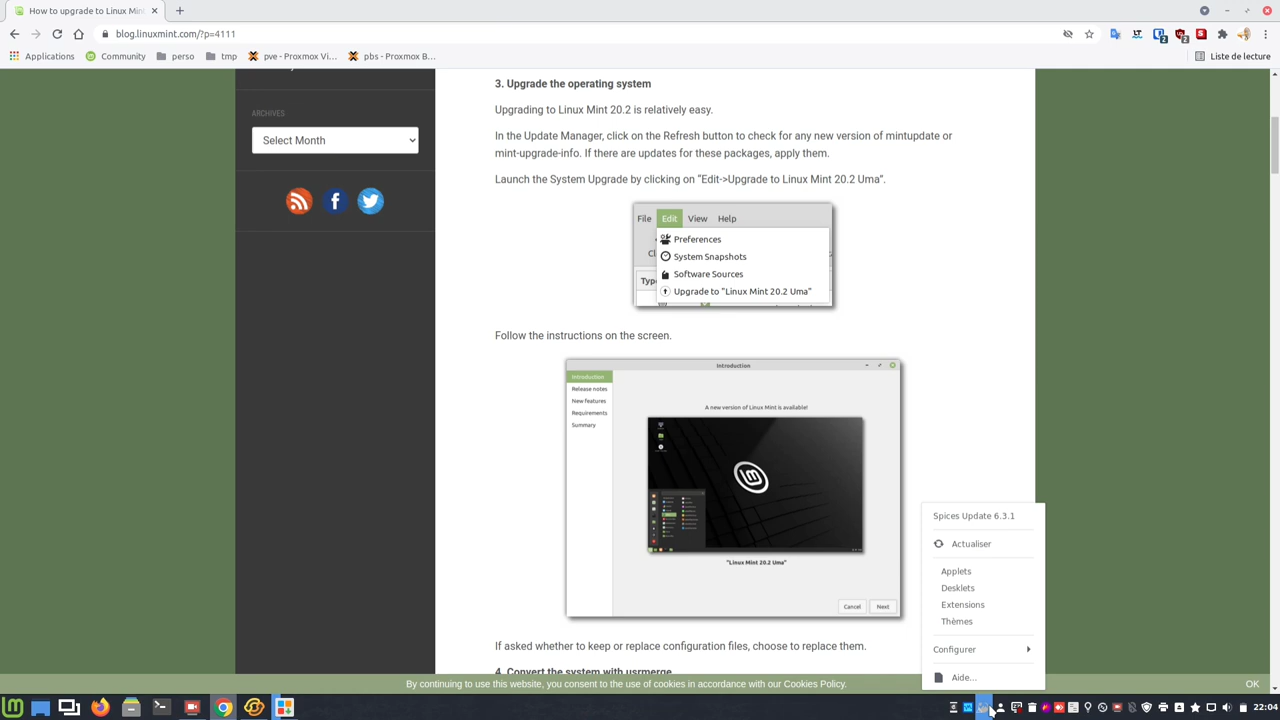 How to upgrade to Linux Mint
blog.linuxmint.com/?p=4111
2
2
Applications
Community
perso
tmp
pve - Proxmox Vi…
pbs - Proxmox B…
Liste de lecture
ARCHIVES
Select Month
3. Upgrade the operating system
Upgrading to Linux Mint 20.2 is relatively easy.
In the Update Manager, click on the Refresh button to check for any new version of mintupdate or
mint-upgrade-info. If there are updates for these packages, apply them.
Launch the System Upgrade by clicking on “Edit->Upgrade to Linux Mint 20.2 Uma”.
File Edit View Help
Preferences
System Snapshots
Software Sources
Upgrade to "Linux Mint 20.2 Uma"
Follow the instructions on the screen.
Introduction
Introduction
Release notes
New features
Requirements
Summary
A new version of Linux Mint is available!
"Linux Mint 20.2 Uma"
Cancel
Next
If asked whether to keep or replace configuration files, choose to replace them.
4. Convert the system with usrmerge
Spices Update 6.3.1
Actualiser
Applets
Desklets
Extensions
Thèmes
Configurer
Aide...
By continuing to use this website, you consent to the use of cookies in accordance with our Cookies Policy.
OK
22:04